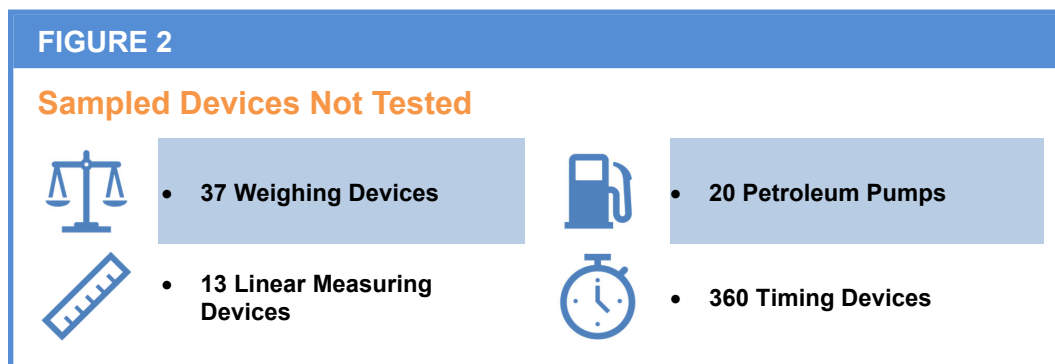 FIGURE 2
Sampled Devices Not Tested
• 37 Weighing Devices
• 20 Petroleum Pumps
• 13 Linear Measuring
Devices
• 360 Timing Devices